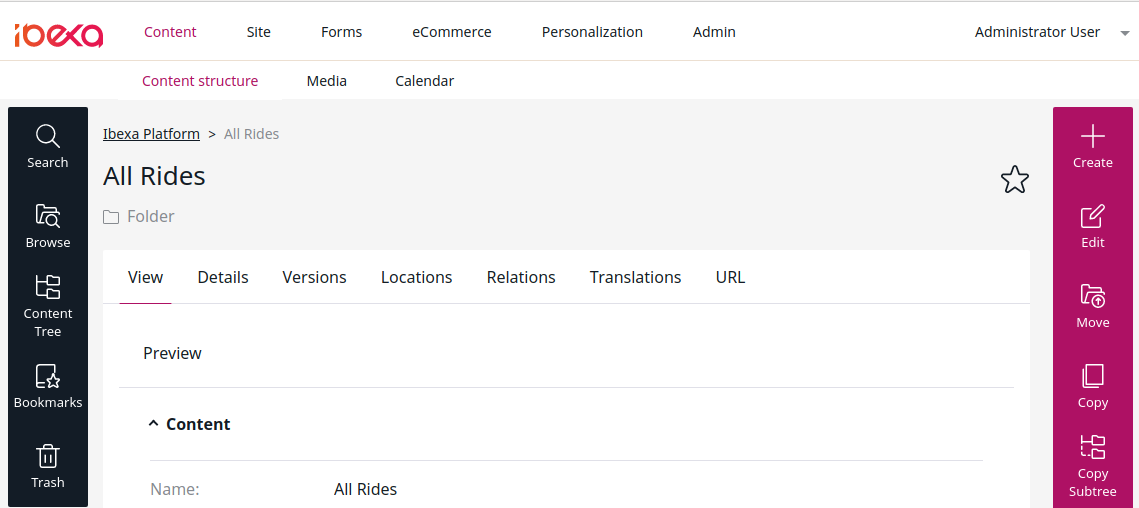 ibexa Content Site Forms eCommerce Personalization Admin Administrator User
Content structure Media Calendar
Search
Browse
Content
Tree
Bookmarks
Trash
Ibexa Platform > All Rides
All Rides
Folder
View Details Versions Locations Relations Translations URL
Preview
Content
Name: All Rides
Create
Edit
Move
Copy
Copy
Subtree